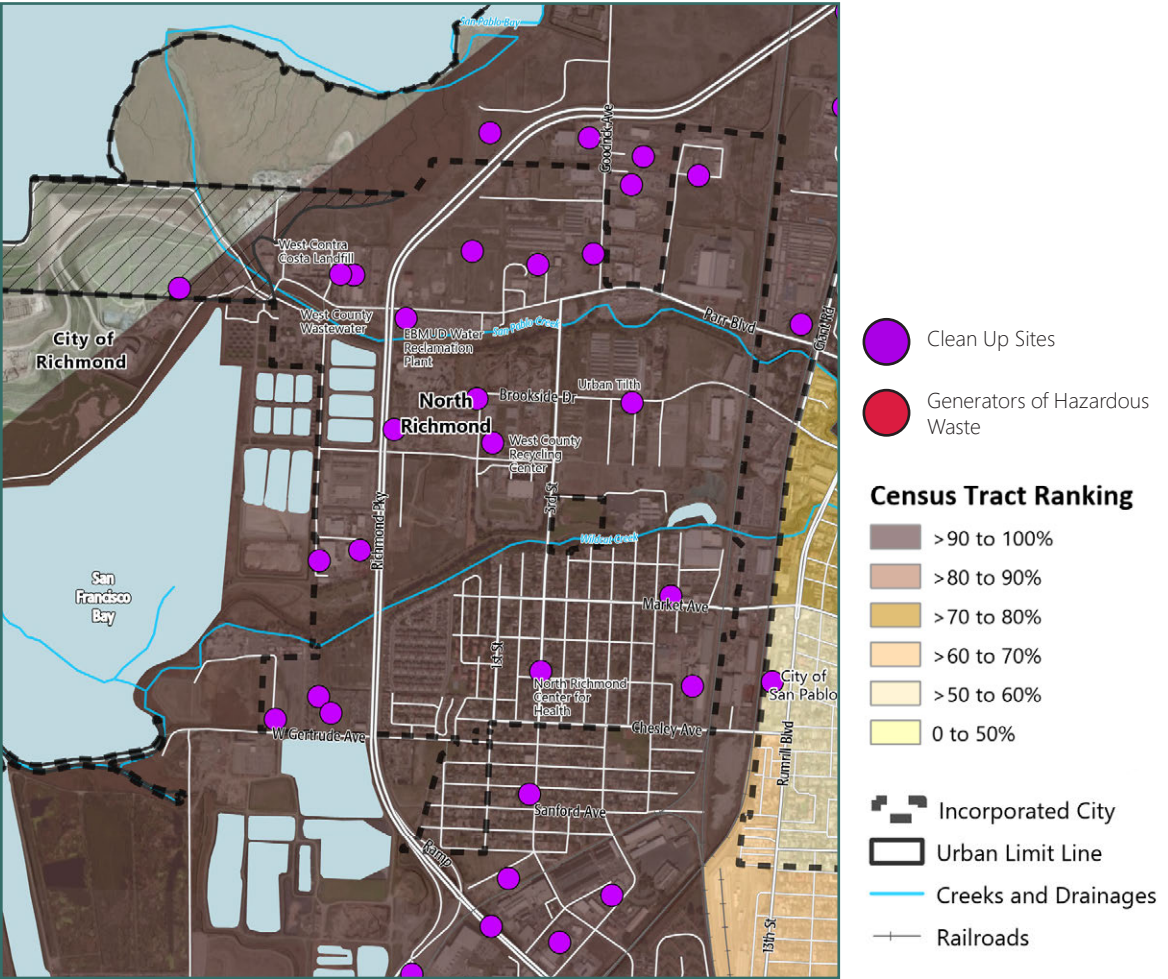 San Pablo Bay
Goodrick Ave
West Contra
Costa Landfill
West County
Wastewater
EBMUD Water
Reclamation
Plant
San Pablo Creek
Parr Blvd
Giant Rd
City of
Richmond
Urban Tilth
Brookside Dr
North
Richmond
West County
Recycling
Center
3rd St
Richmond Pky
Wildcat Creek
San
Francisco
Bay
Market Ave
1st St
North Richmond
Center for
Health
City of
San Pablo
Chesley Ave
W Gertrude Ave
Rumrill Blvd
Sanford Ave
Ramp
13th St
Clean Up Sites
Generators of Hazardous
Waste
Census Tract Ranking
>90 to 100%
>80 to 90%
>70 to 80%
>60 to 70%
>50 to 60%
0 to 50%
Incorporated City
Urban Limit Line
Creeks and Drainages
Railroads